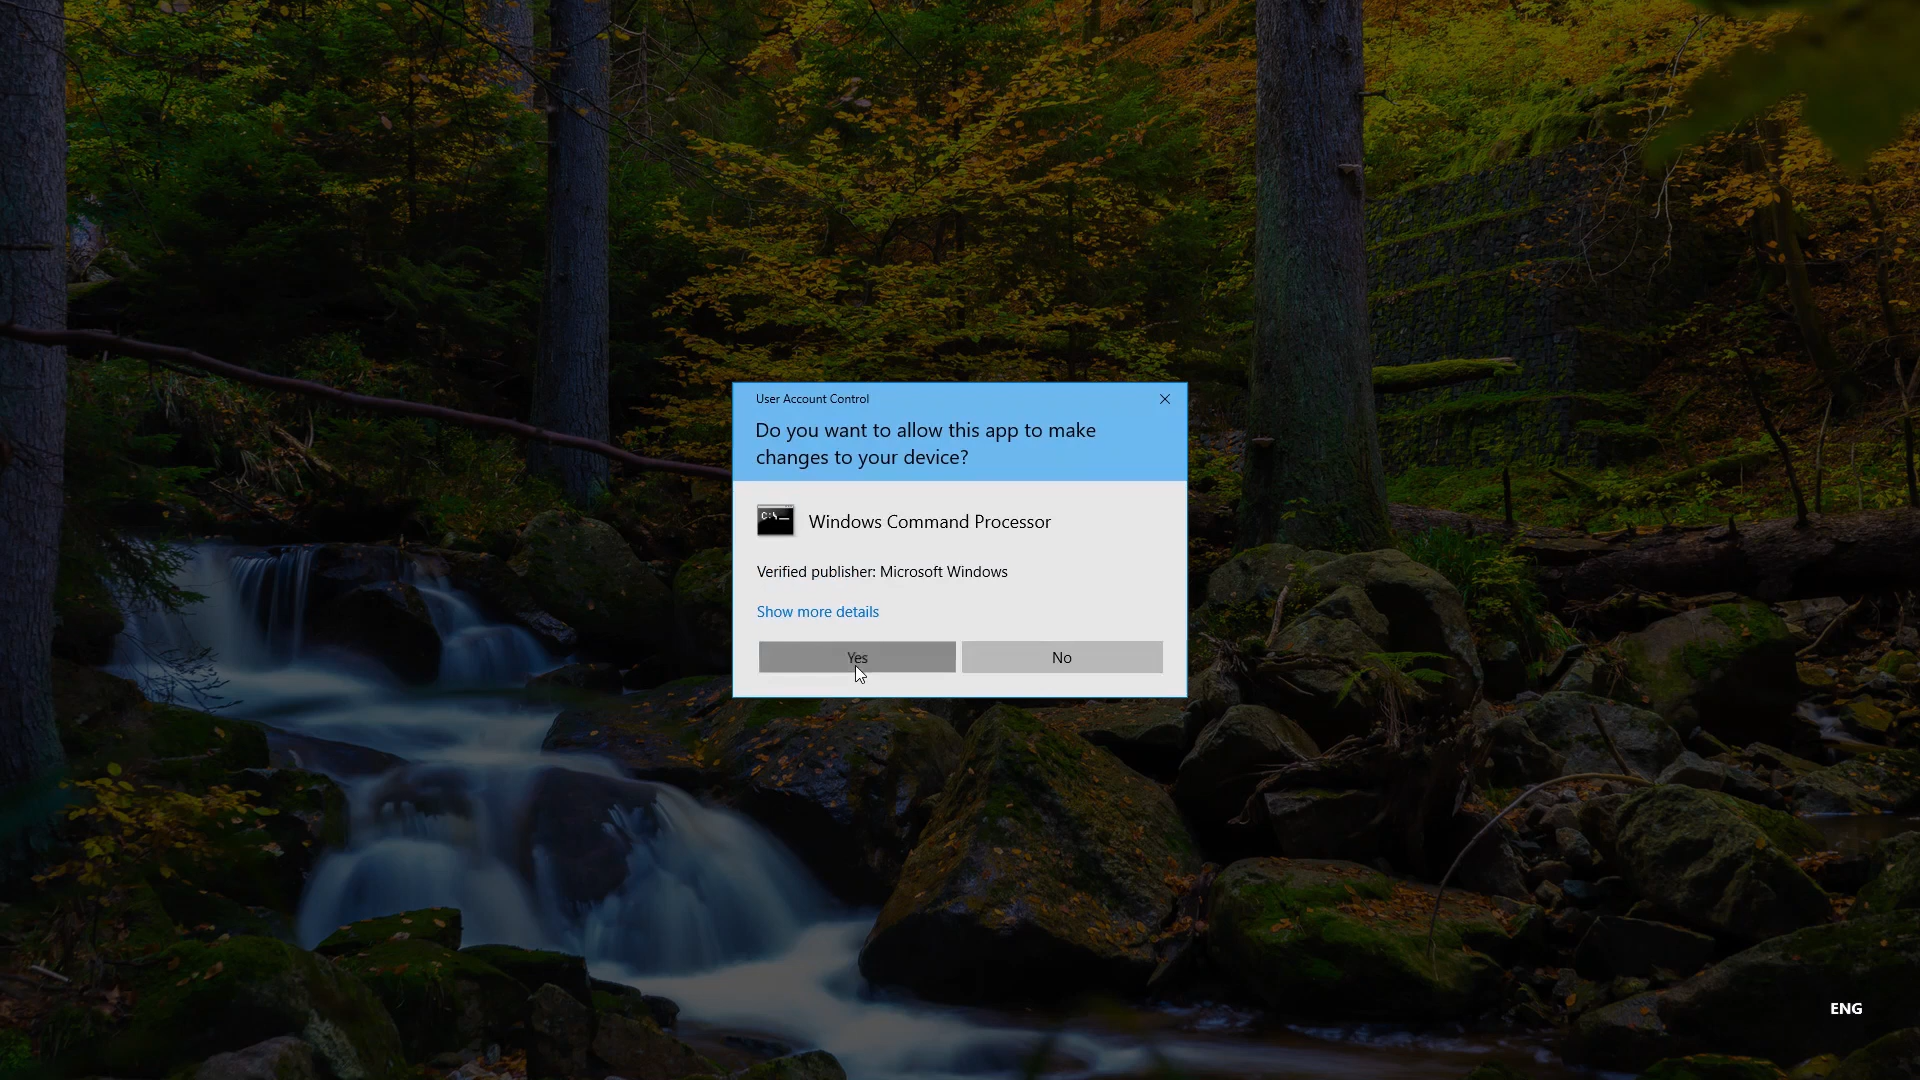 User Account Control
Do you want to allow this app to make
changes to your device?
C:\_
Windows Command Processor
Verified publisher: Microsoft Windows
Show more details
Yes
No
ENG